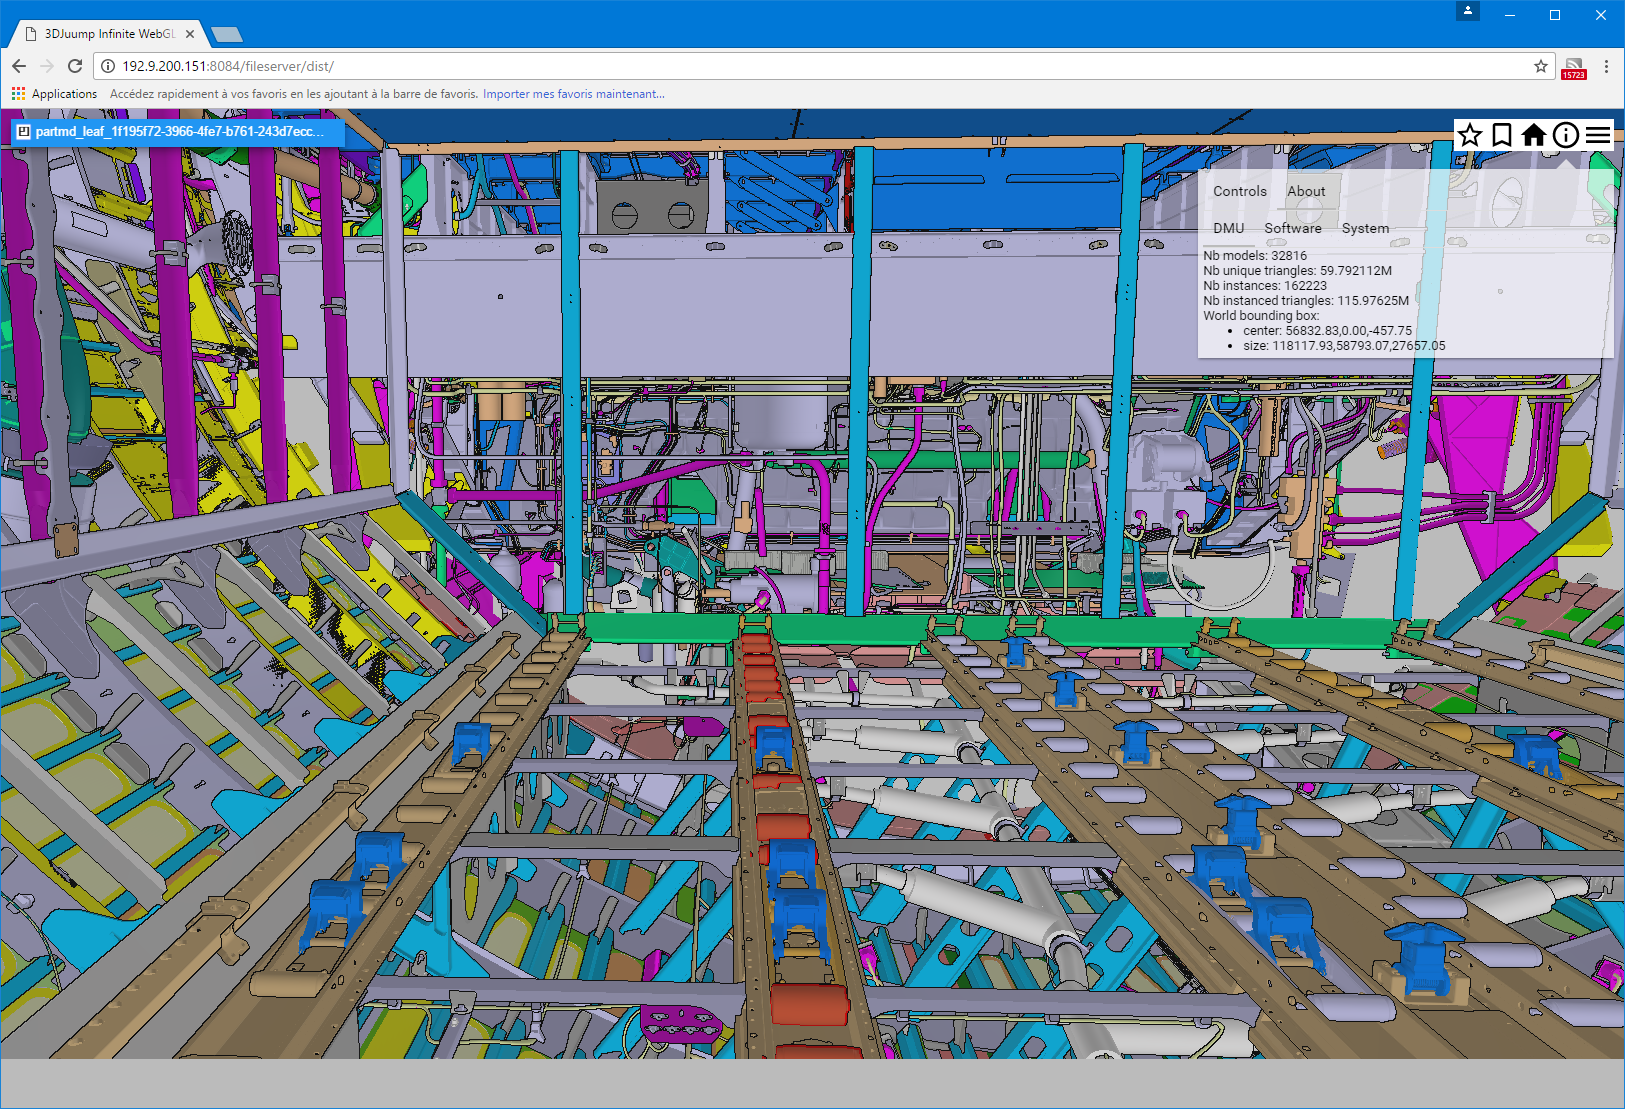 3DJuump Infinite WebGL
192.9.200.151:8084/fileserver/dist/
15723
Applications Accédez rapidement à vos favoris en les ajoutant à la barre de favoris. Importer mes favoris maintenant...
partmd_leaf_1f195f72-3966-4fe7-b761-243d7ecc...
Controls About
DMU Software System
Nb models: 32816
Nb unique triangles: 59.792112M
Nb instances: 162223
Nb instanced triangles: 115.97625M
World bounding box:
• center: 56832.83,0.00,-457.75
• size: 118117.93,58793.07,27657.05